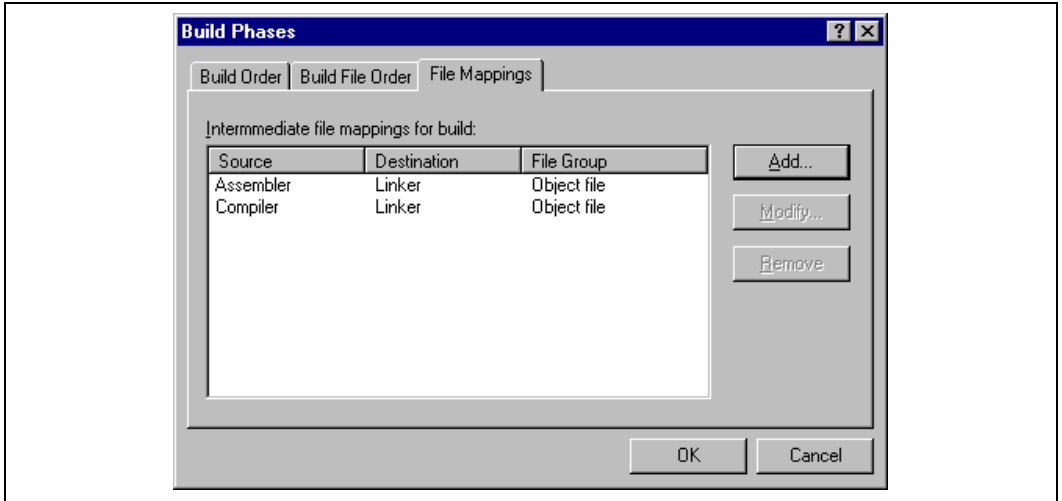 Build Phases
Build Order Build File Order File Mappings
Intermmediate file mappings for build:
Source Destination File Group Add...
Assembler Linker Object file
Compiler Linker Object file Modify...
Remove
OK Cancel